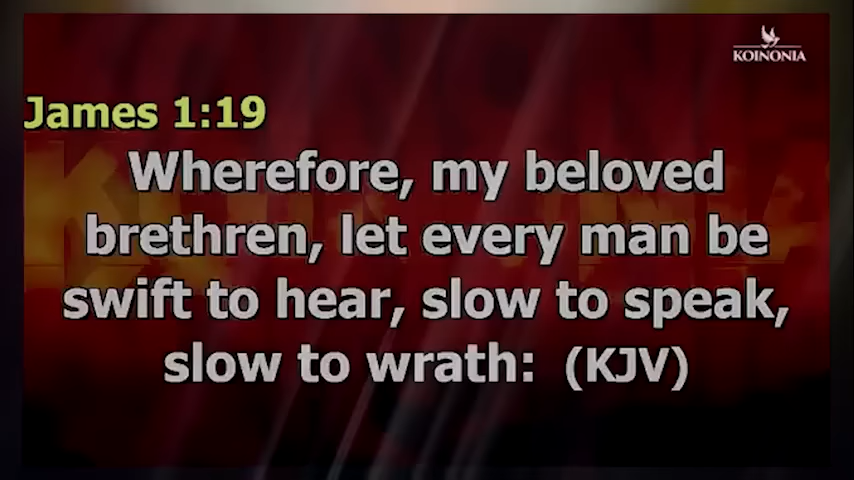 KOINONIA
James 1:19
Wherefore, my beloved
brethren, let every man be
swift to hear, slow to speak,
slow to wrath: (KJV)